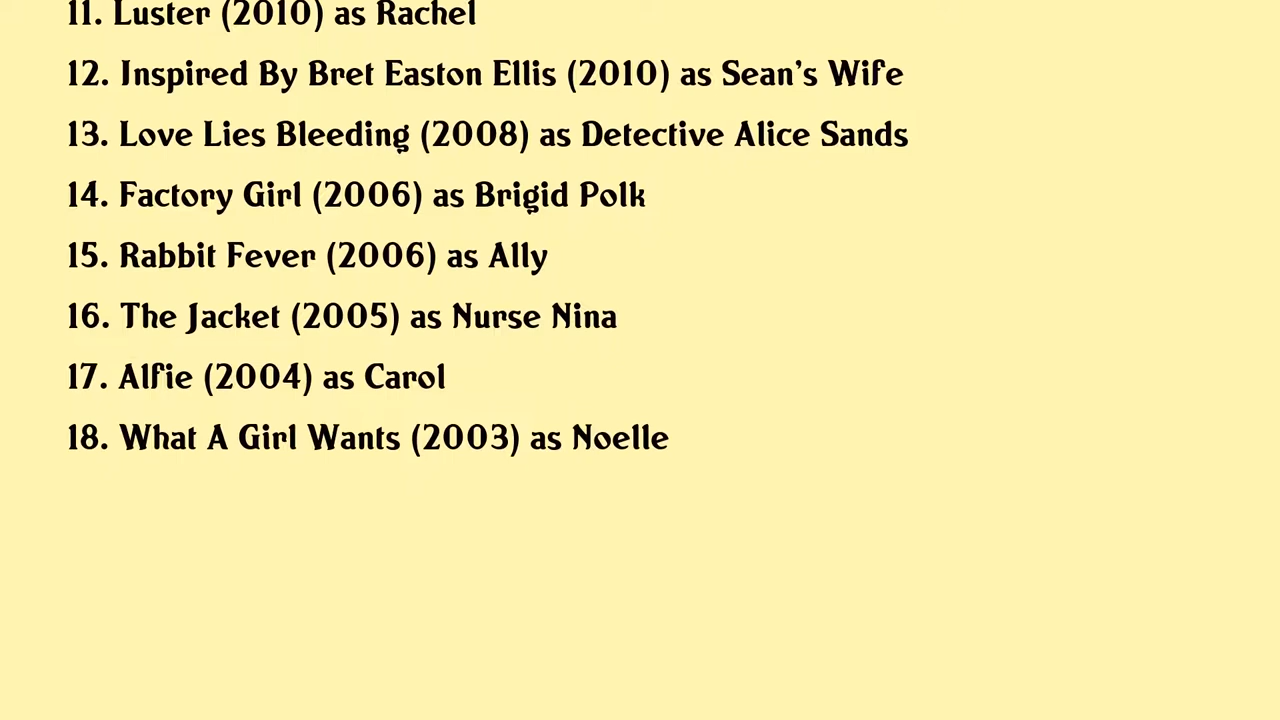 11. Luster (2010) as Rachel
12. Inspired By Bret Easton Ellis (2010) as Sean's Wife
13. Love Lies Bleeding (2008) as Detective Alice Sands
14. Factory Girl (2006) as Brigid Polk
15. Rabbit Fever (2006) as Ally
16. The Jacket (2005) as Nurse Nina
17. Alfie (2004) as Carol
18. What A Girl Wants (2003) as Noelle